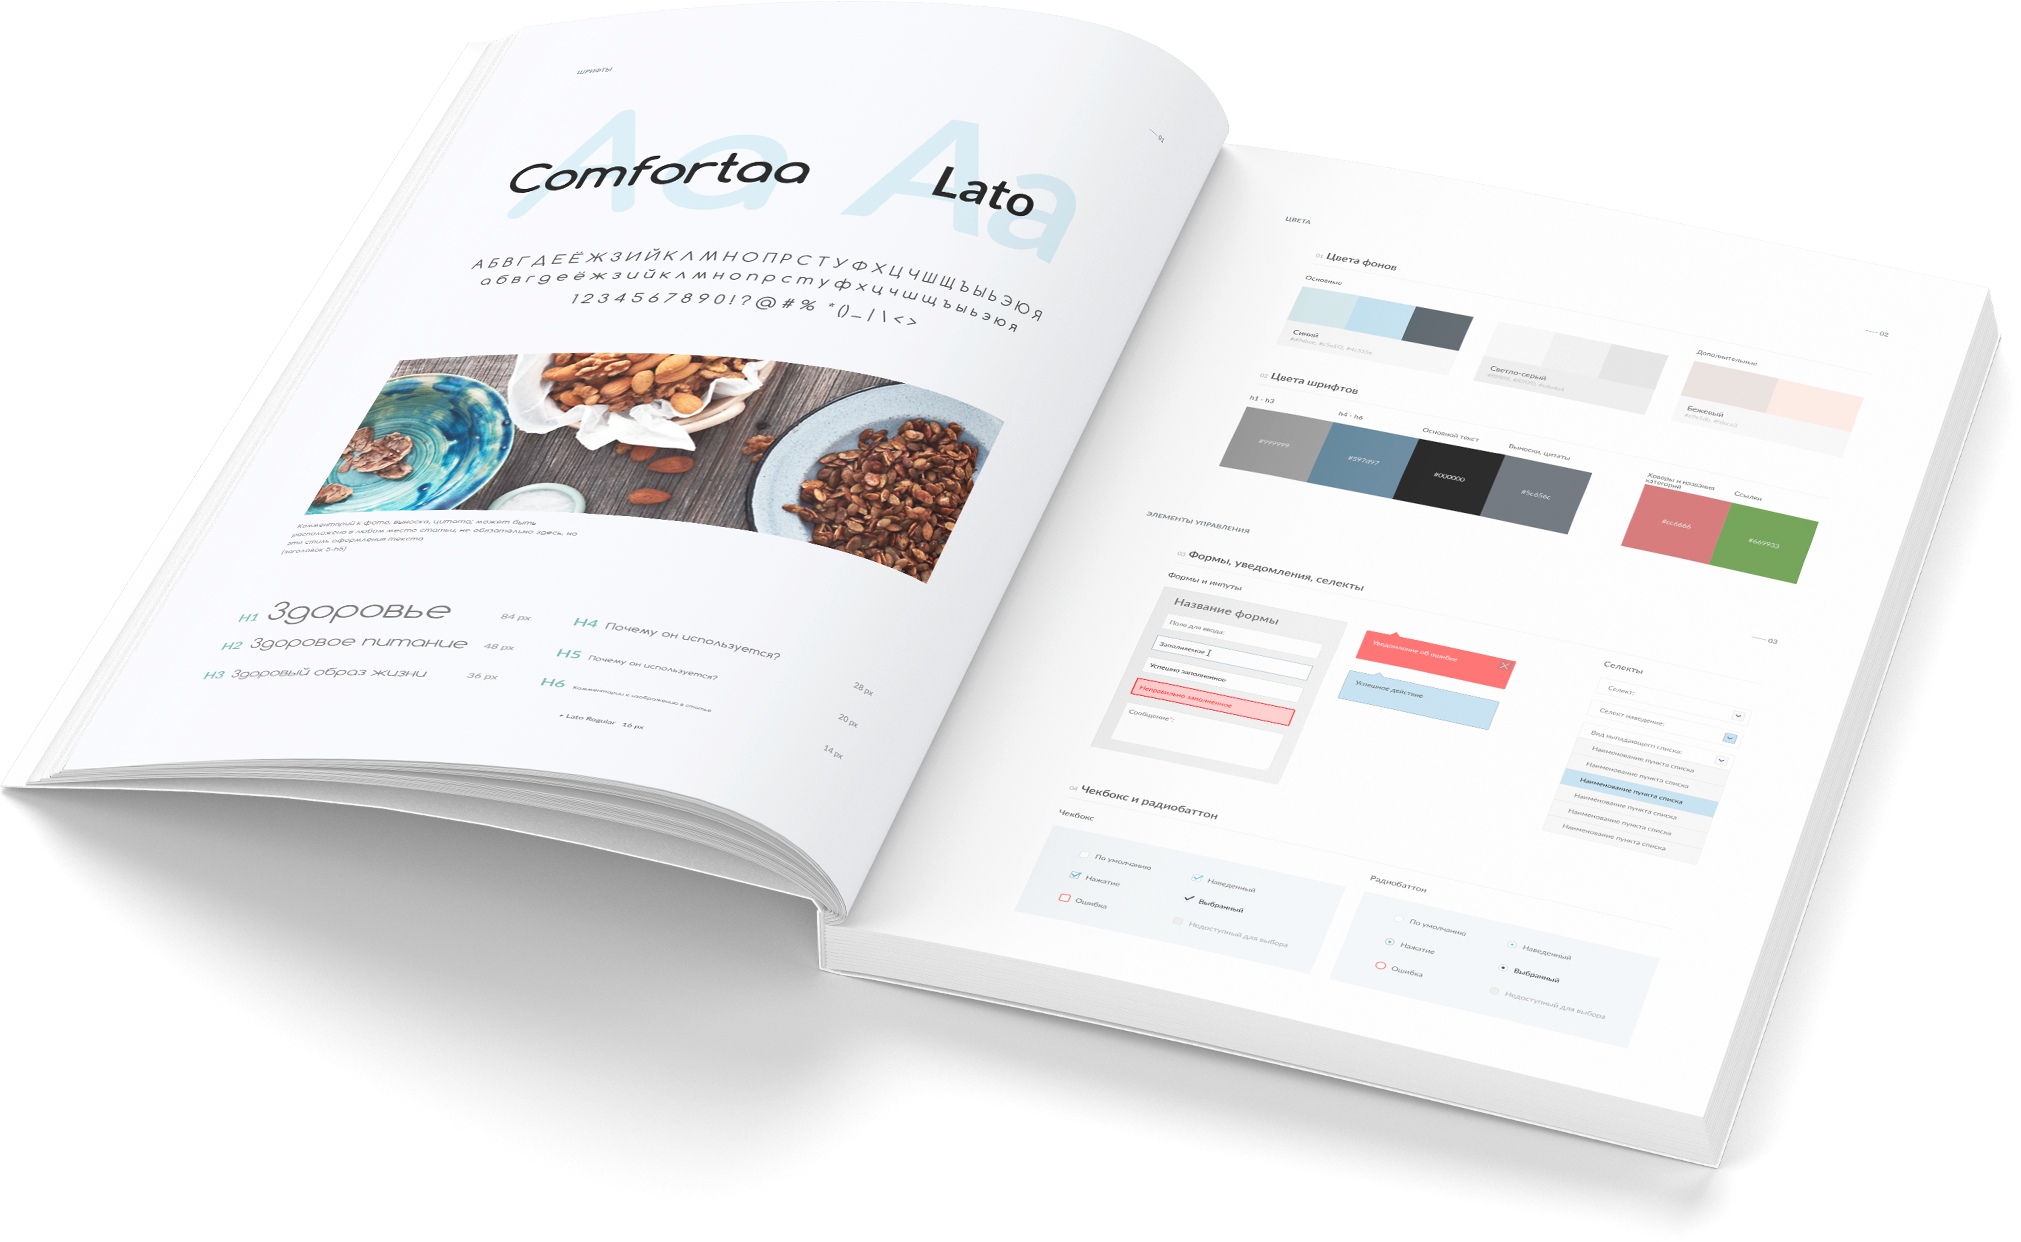 ШРИФТЫ
01
Aa Aa
Comfortaa Lato
АБВГДЕЁЖЗИЙКЛМНОПРСТУФХЦЧШЩЪЫЬЭЮЯ
абвгдеёжзийклмнопрстуфхцчшщъыьэюя
1234567890!?@#% *()_|\<>
Комментарий к фото, выноска, цитата; может быть
расположена в любом месте статьи, не обязательно здесь, но
это стиль оформления текста
(заголовок 5-h5)
H1 Здоровье 84 px
H2 Здоровое питание 48 px
H3 Здоровый образ жизни 36 px
H4 Почему он используется? 28 px
H5 Почему он используется? 20 px
H6 Комментарии к изображению в статье 14 px
+ Lato Regular 16 px
ЦВЕТА
02
01 Цвета фонов
Основные
Синий
Светло-серый
Дополнительные
Бежевый
02 Цвета шрифтов
h1 - h3
h4 - h6
Основной текст
Выноски, цитаты
Ховеры и названия
категорий
Ссылки
#999999
#597d97
#000000
#5c656c
#cc6666
#669933
ЭЛЕМЕНТЫ УПРАВЛЕНИЯ
03
03 Формы, уведомления, селекты
Формы и инпуты
Название формы
Поле для ввода:
Заполняемое
Успешно заполненное
Неправильно заполненное
Сообщение*:
Уведомление об ошибке
Успешное действие
Селекты
Селект:
Селект наведение:
Вид выпадающего списка:
Наименование пункта списка
Наименование пункта списка
Наименование пункта списка
Наименование пункта списка
Наименование пункта списка
Наименование пункта списка
04 Чекбокс и радиобаттон
Чекбокс
По умолчанию
Нажатие
Ошибка
Наведенный
Выбранный
Недоступный для выбора
Радиобаттон
По умолчанию
Нажатие
Ошибка
Наведенный
Выбранный
Недоступный для выбора